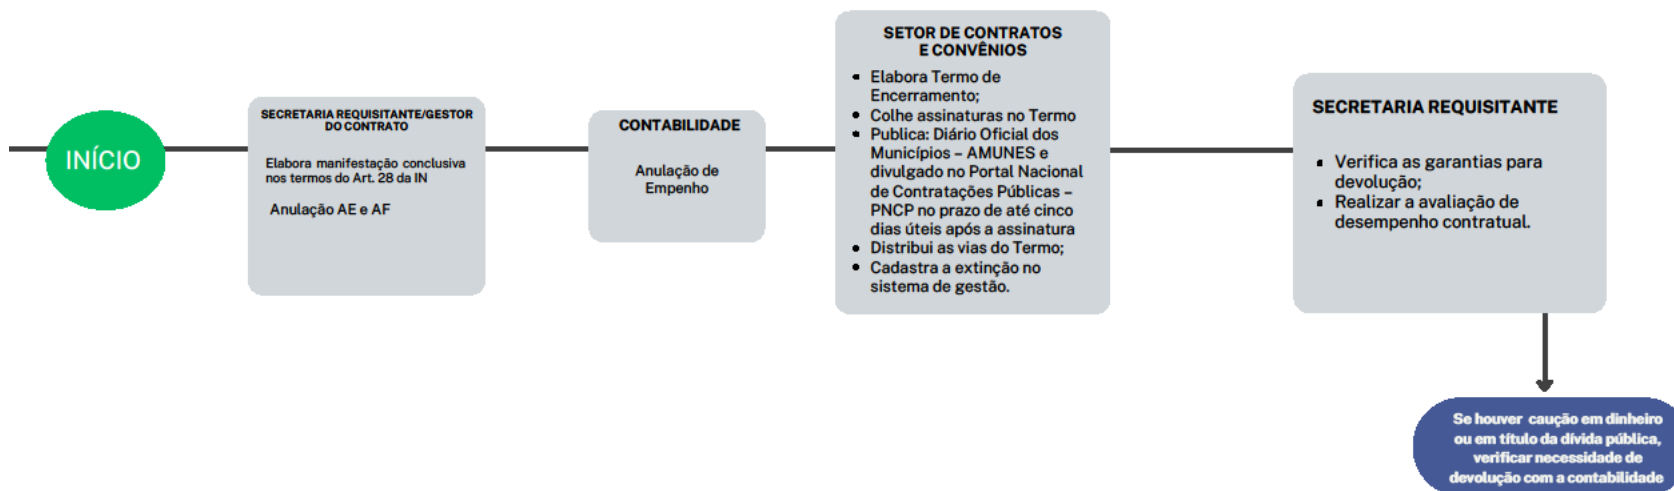 INÍCIO
SECRETARIA REQUISITANTE/GESTOR
DO CONTRATO
Elabora manifestação conclusiva
nos termos do Art. 28 da IN
Anulação AE e AF
CONTABILIDADE
Anulação de
Empenho
SETOR DE CONTRATOS
E CONVÊNIOS
Elabora Termo de
Encerramento;
Colhe assinaturas no Termo
Publica: Diário Oficial dos
Municípios – AMUNES e
divulgado no Portal Nacional
de Contratações Públicas –
PNCP no prazo de até cinco
dias úteis após a assinatura
Distribui as vias do Termo;
Cadastra a extinção no
sistema de gestão.
SECRETARIA REQUISITANTE
Verifica as garantias para
devolução;
Realizar a avaliação de
desempenho contratual.
Se houver caução em dinheiro
ou em título da dívida pública,
verificar necessidade de
devolução com a contabilidade